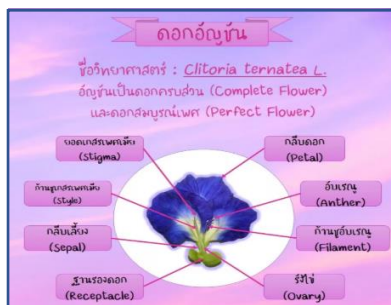 ดอกอัญชัน
ชื่อวิทยาศาสตร์ : Clitoria ternatea L.
อัญชันเป็นดอกครบส่วน (Complete Flower)
และดอกสมบูรณ์เพศ (Perfect Flower)
ยอดเกสรเพศเมีย
(Stigma)
กลีบดอก
(Petal)
ก้านชูเกสรเพศเมีย
(Style)
อับเรณู
(Anther)
กลีบเลี้ยง
(Sepal)
ก้านชูอับเรณู
(Filament)
ฐานรองดอก
(Receptacle)
รังไข่
(Ovary)